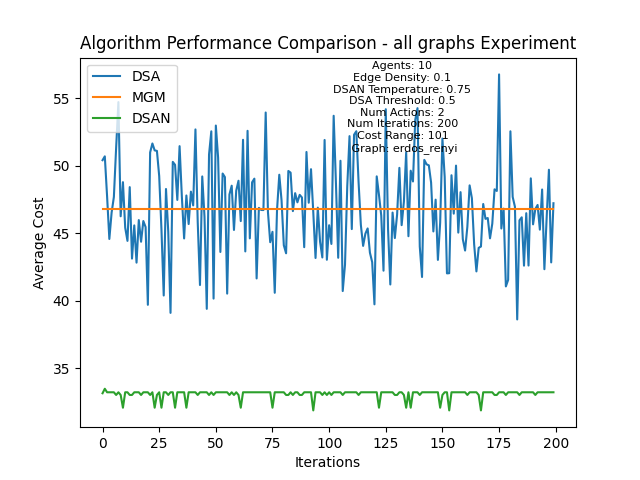 Algorithm Performance Comparison - all graphs Experiment
DSA
MGM
DSAN
Agents: 10
Edge Density: 0.1
DSAN Temperature: 0.75
DSA Threshold: 0.5
Num Actions: 2
Num Iterations: 200
Cost Range: 101
Graph: erdos_renyi
Average Cost
55
50
45
40
35
0 25 50 75 100 125 150 175 200
Iterations